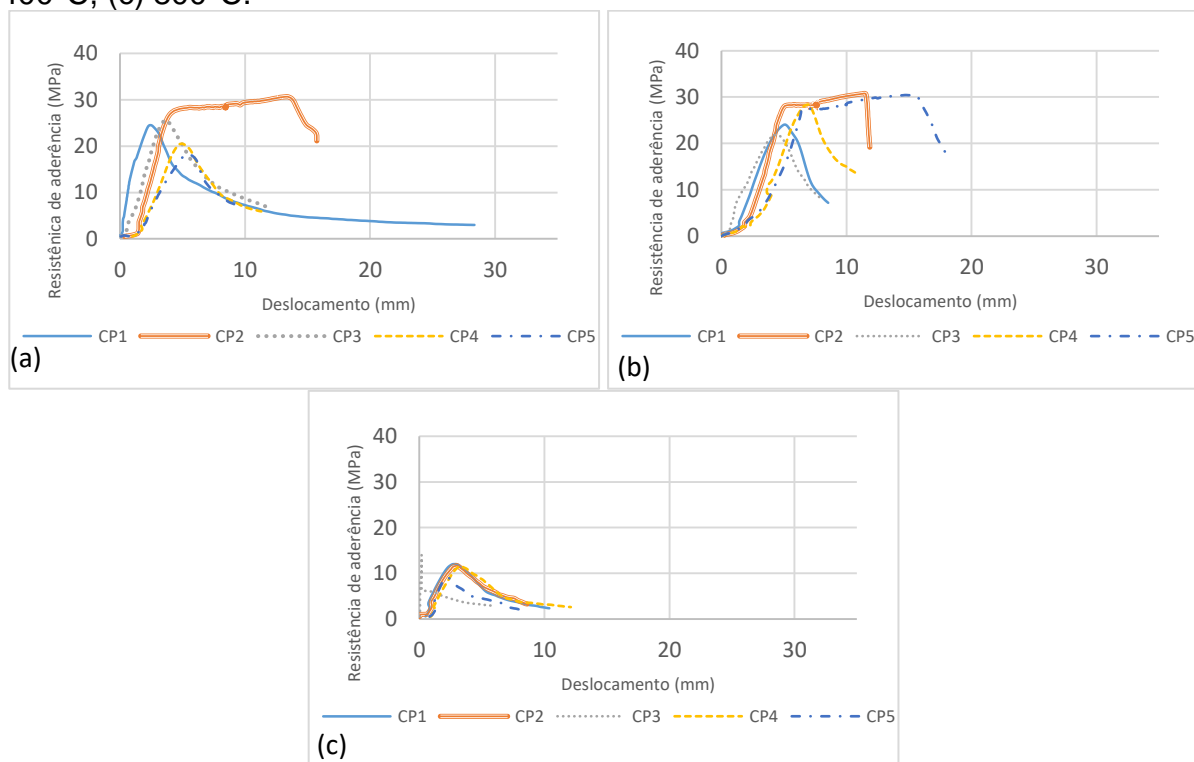 400°C; (c)
40
30
20
10
0
Resistênica de aderência (MPa)
0 10 20 30
Deslocamento (mm)
CP1 CP2 CP3 CP4 CP5
(a)
40
30
20
10
0
Resistência de aderência (MPa)
0 10 20 30
Deslocamento (mm)
CP1 CP2 CP3 CP4 CP5
(b)
40
30
20
10
0
Resistência de aderência (MPa)
0 10 20 30
Deslocamento (mm)
CP1 CP2 CP3 CP4 CP5
(c)